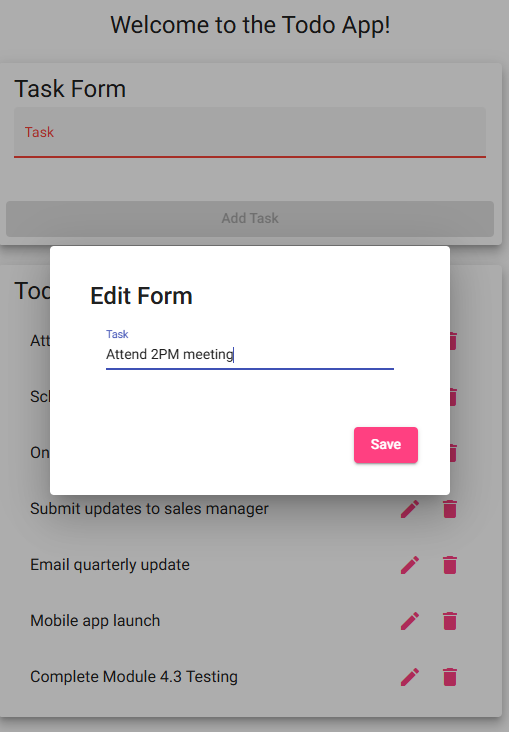 Welcome to the Todo App!
Task Form
Task
Add Task
Edit Form
Task
Attend 2PM meeting
Save
Submit updates to sales manager
Email quarterly update
Mobile app launch
Complete Module 4.3 Testing